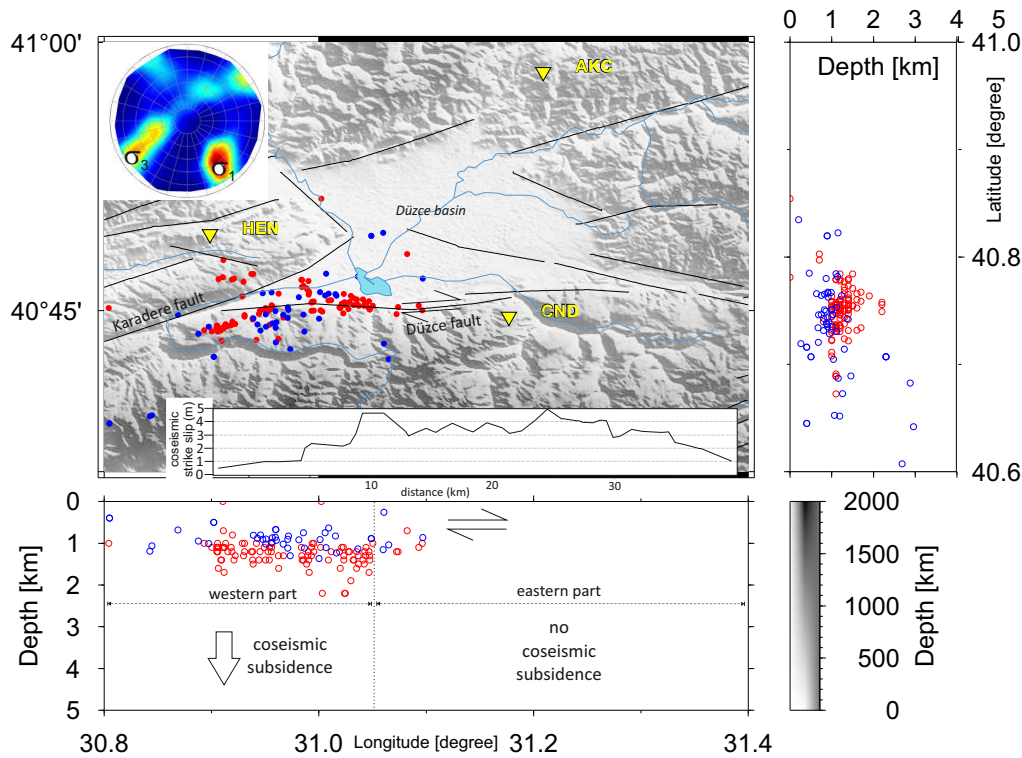 0 1 2 3 4 5
41°00'
AKC
Depth [km]
41.0
σ3
σ1
Latitude [degree]
HEN
Düzce basin
40.8
Karadere fault
40°45'
CND
Düzce fault
coseismic
strike slip (m)
5
4
3
2
1
0
10 20 30
distance (km)
40.6
0
1
2
3
4
5
Depth [km]
western part
eastern part
coseismic
subsidence
no
coseismic
subsidence
2000
1500
1000
500
0
Depth [km]
30.8 31.0 31.2 31.4
Longitude [degree]